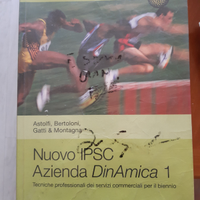 Astolfi, Bertoloni,
Gatti & Montagna
Nuovo IPSC
Azienda DinAmica 1
Tecniche professionali dei servizi commerciali per il biennio